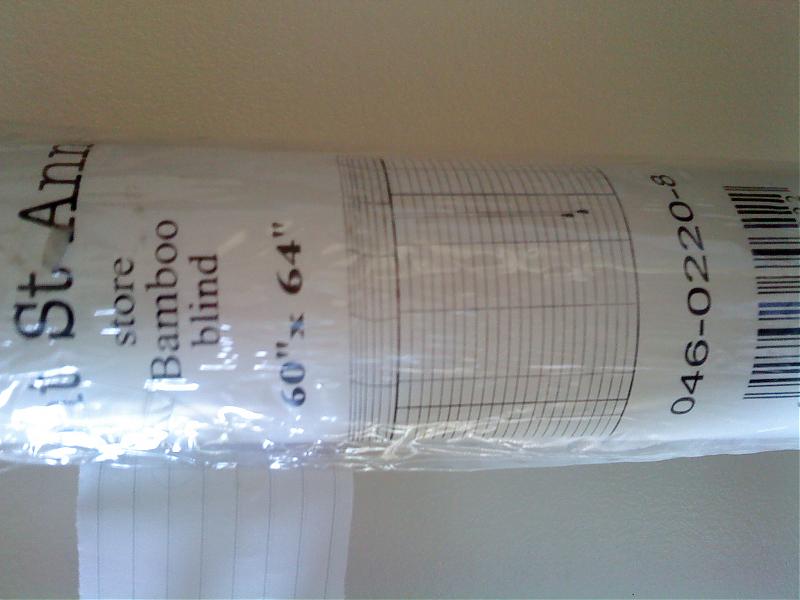 St Ann
store
Bamboo
blind
60" x 64"
046-0220-8